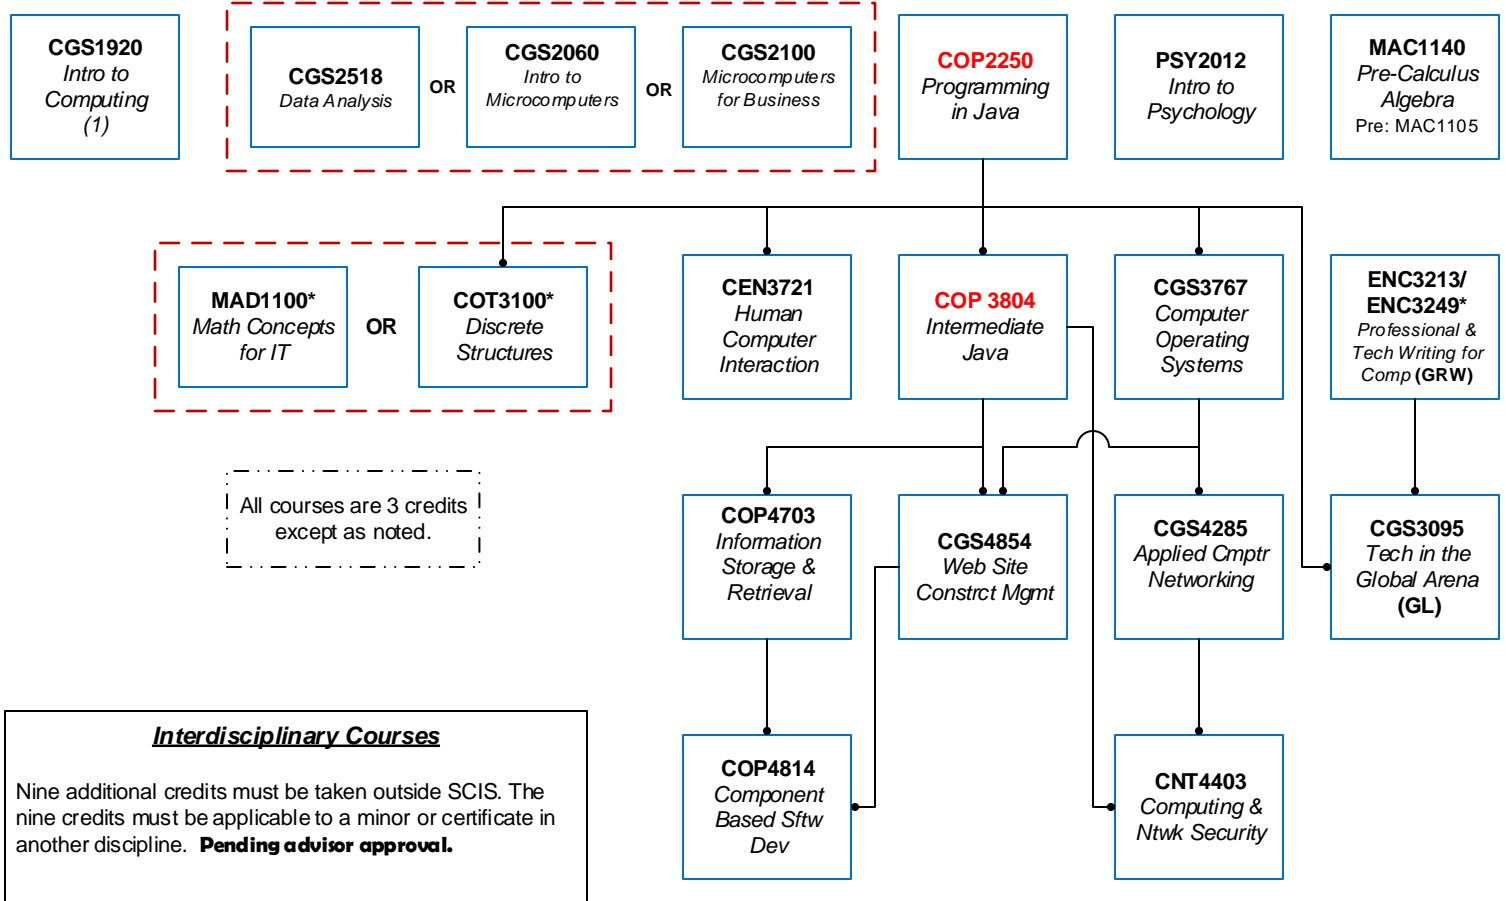 CGS1920
Intro to
Computing
(1)
CGS2518
Data Analysis
OR
CGS2060
Intro to
Microcomputers
OR
CGS2100
Microcomputers
for Business
COP2250
Programming
in Java
PSY2012
Intro to
Psychology
MAC1140
Pre-Calculus
Algebra
Pre: MAC1105
MAD1100*
Math Concepts
for IT
OR
COT3100*
Discrete
Structures
CEN3721
Human
Computer
Interaction
COP 3804
Intermediate
Java
CGS3767
Computer
Operating
Systems
ENC3213/
ENC3249*
Professional &
Tech Writing for
Comp (GRW)
All courses are 3 credits
except as noted.
COP4703
Information
Storage &
Retrieval
CGS4854
Web Site
Constrct Mgmt
CGS4285
Applied Cmptr
Networking
CGS3095
Tech in the
Global Arena
(GL)
Interdisciplinary Courses
Nine additional credits must be taken outside SCIS. The
nine credits must be applicable to a minor or certificate in
another discipline. Pending advisor approval.
COP4814
Component
Based Sftw
Dev
CNT4403
Computing &
Ntwk Security